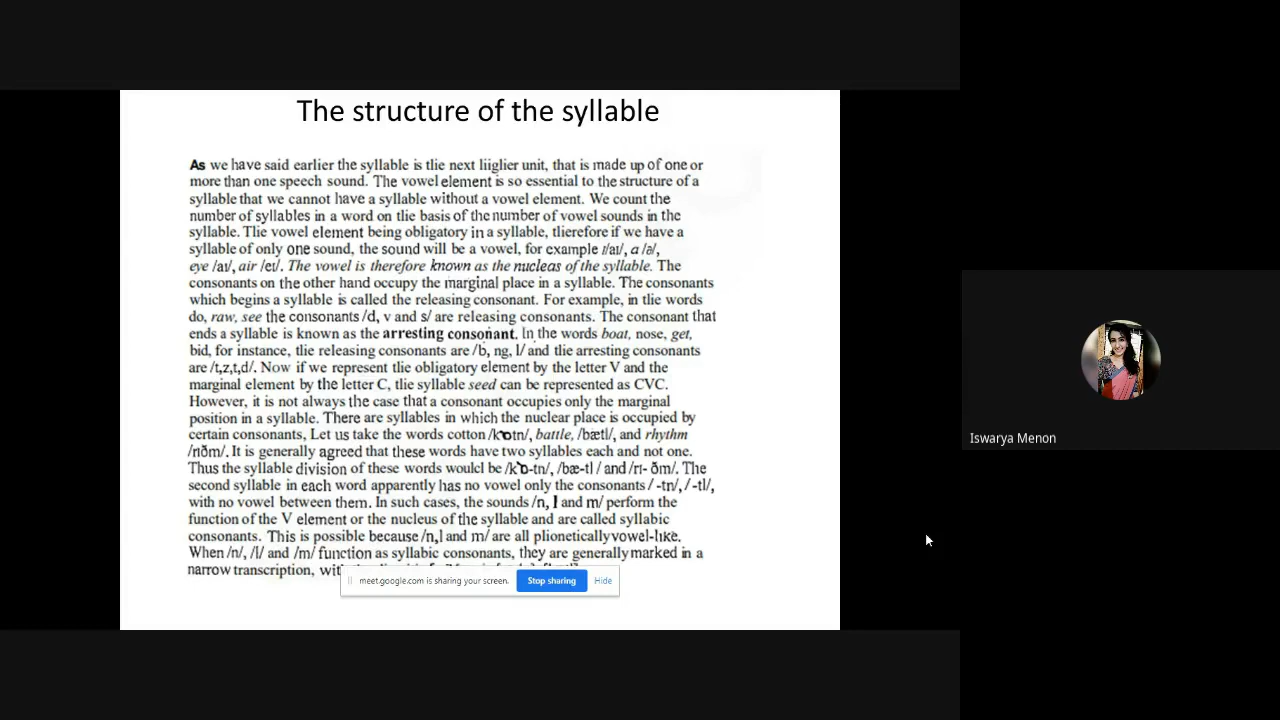 The structure of the syllable
As we have said earlier the syllable is tlie next liiglier unit, that is made up of one or
more than one speech sound. The vowel element is so essential to the structure of a
syllable that we cannot have a syllable without a vowel element. We count the
number of syllables in a word on tlie basis of the number of vowel sounds in the
syllable. Tlie vowel element being obligatory in a syllable, tlierefore if we have a
syllable of only one sound, the sound will be a vowel, for example ɪ/aɪ/, a /ə/,
eye /aɪ/, air /eɪ/. The vowel is therefore known as the nucleas of the syllable. The
consonants on the other hand occupy the marginal place in a syllable. The consonants
which begins a syllable is called the releasing consonant. For example, in tlie words
do, raw, see the consonants /d, v and s/ are releasing consonants. The consonant that
ends a syllable is known as the arresting consonant. In the words boat, nose, get,
bid, for instance, tlie releasing consonants are /b, ng, l/ and tlie arresting consonants
are /t,z,t,d/. Now if we represent tlie obligatory element by the letter V and the
marginal element by the letter C, tlie syllable seed can be represented as CVC.
However, it is not always the case that a consonant occupies only the marginal
position in a syllable. There are syllables in which the nuclear place is occupied by
certain consonants, Let us take the words cotton /kɒtn/, battle, /bætl/, and rhythm
/rɪðm/. It is generally agreed that these words have two syllables each and not one.
Thus the syllable division of these words woulcl be /kɒ-tn/, /bæ-tl / and /rɪ- ðm/. The
second syllable in each word apparently has no vowel only the consonants / -tn/, / -tl/,
with no vowel between them. In such cases, the sounds /n, l and m/ perform the
function of the V element or the nucleus of the syllable and are called syllabic
consonants. This is possible because /n,l and m/ are all plionetically vowel-like.
When /n/, /l/ and /m/ function as syllabic consonants, they are generally marked in a
narrow transcription,
meet.google.com is sharing your screen.
Stop sharing
Hide
Iswarya Menon